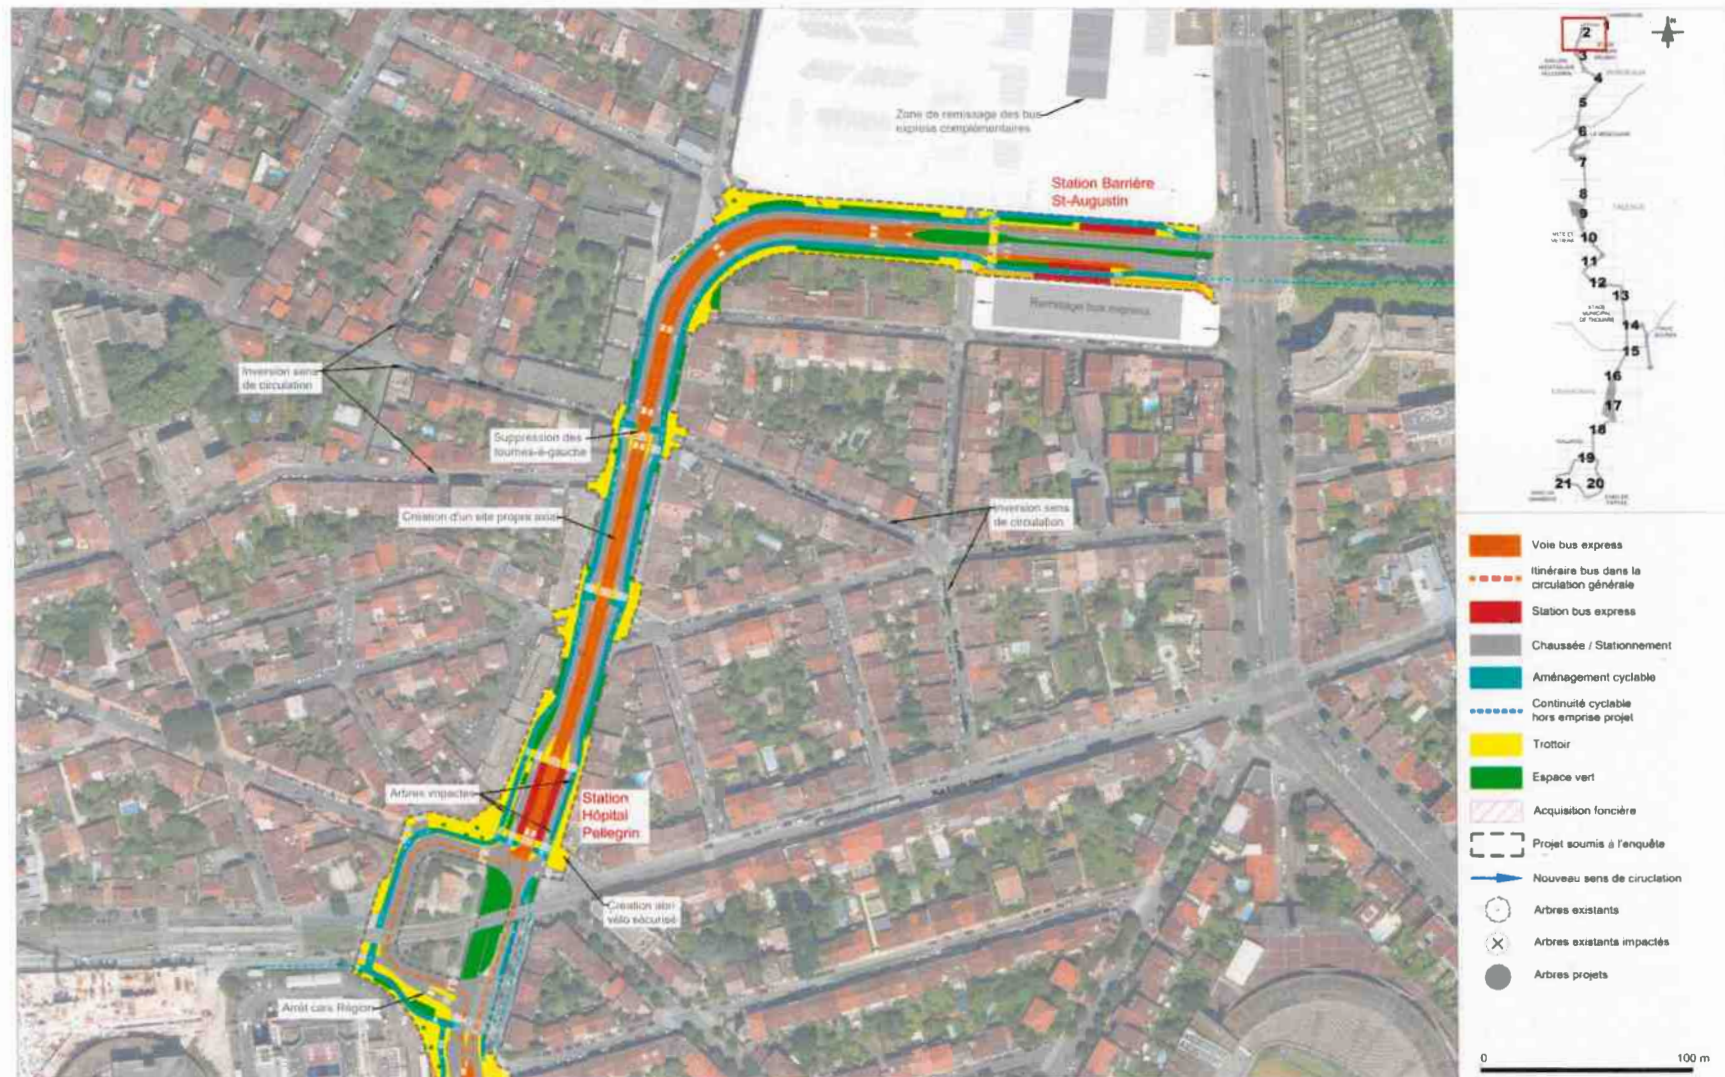 Zone de remissage des bus
express complémentaires
Station Barrière
St-Augustin
Remisage bus express
Inversion sens
de circulation
Suppression des
tournes-à-gauche
Création d'un site propre axial
Inversion sens
de circulation
Arbres impactés
Station
Hôpital
Pellegrin
Création abri
vélo sécurisé
Arrêt cars Région
N
1
2
3
4
5
6
7
8
9
10
11
12
13
14
15
16
17
18
19
21 20
Voie bus express
Itinéraire bus dans la
circulation générale
Station bus express
Chaussée / Stationnement
Aménagement cyclable
Continuité cyclable
hors emprise projet
Trottoir
Espace vert
Acquisition foncière
Projet soumis à l'enquête
Nouveau sens de ciruclation
Arbres existants
Arbres existants impactés
Arbres projets
0 100 m